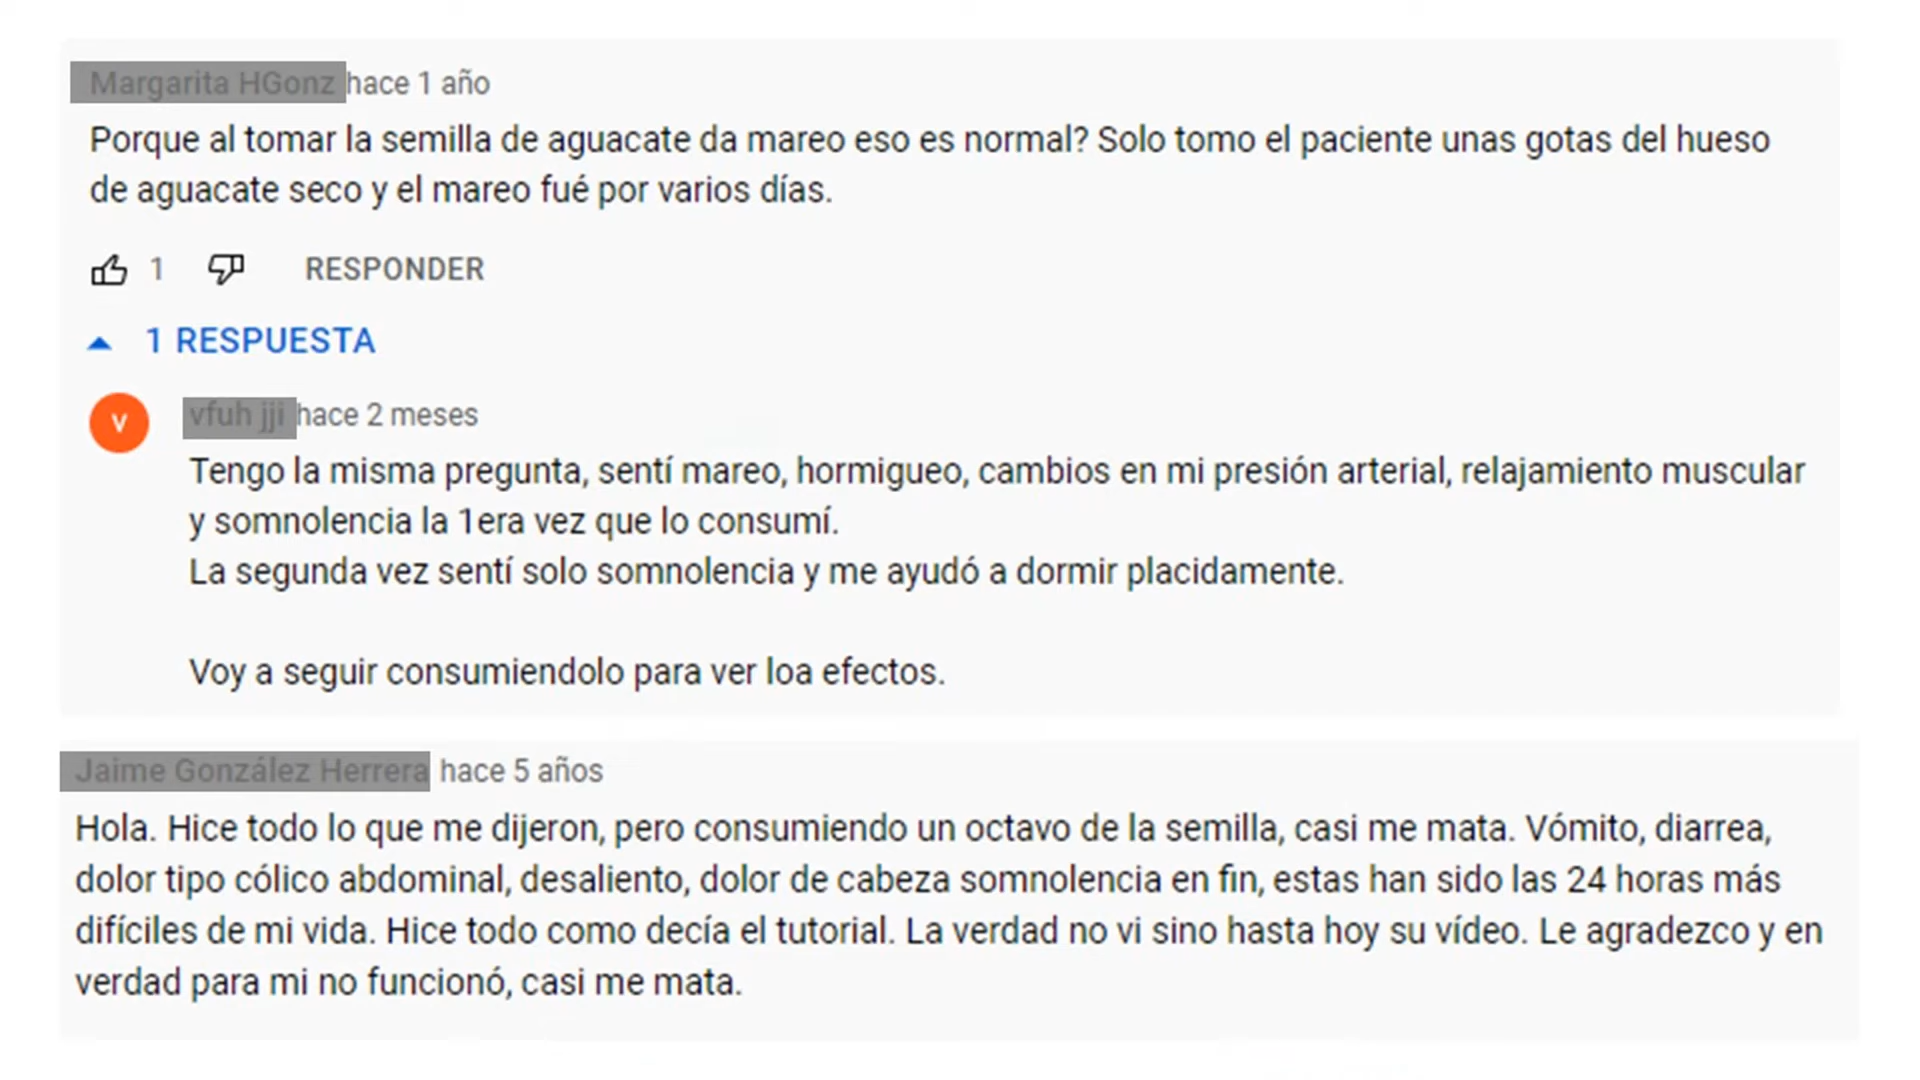 Margarita HGonz hace 1 año
Porque al tomar la semilla de aguacate da mareo eso es normal? Solo tomo el paciente unas gotas del hueso
de aguacate seco y el mareo fué por varios días.
1 RESPONDER
1 RESPUESTA
V
vfuh jji hace 2 meses
Tengo la misma pregunta, sentí mareo, hormigueo, cambios en mi presión arterial, relajamiento muscular
y somnolencia la 1era vez que lo consumí.
La segunda vez sentí solo somnolencia y me ayudó a dormir placidamente.
Voy a seguir consumiendolo para ver loa efectos.
Jaime González Herrera hace 5 años
Hola. Hice todo lo que me dijeron, pero consumiendo un octavo de la semilla, casi me mata. Vómito, diarrea,
dolor tipo cólico abdominal, desaliento, dolor de cabeza somnolencia en fin, estas han sido las 24 horas más
difíciles de mi vida. Hice todo como decía el tutorial. La verdad no vi sino hasta hoy su vídeo. Le agradezco y en
verdad para mi no funcionó, casi me mata.